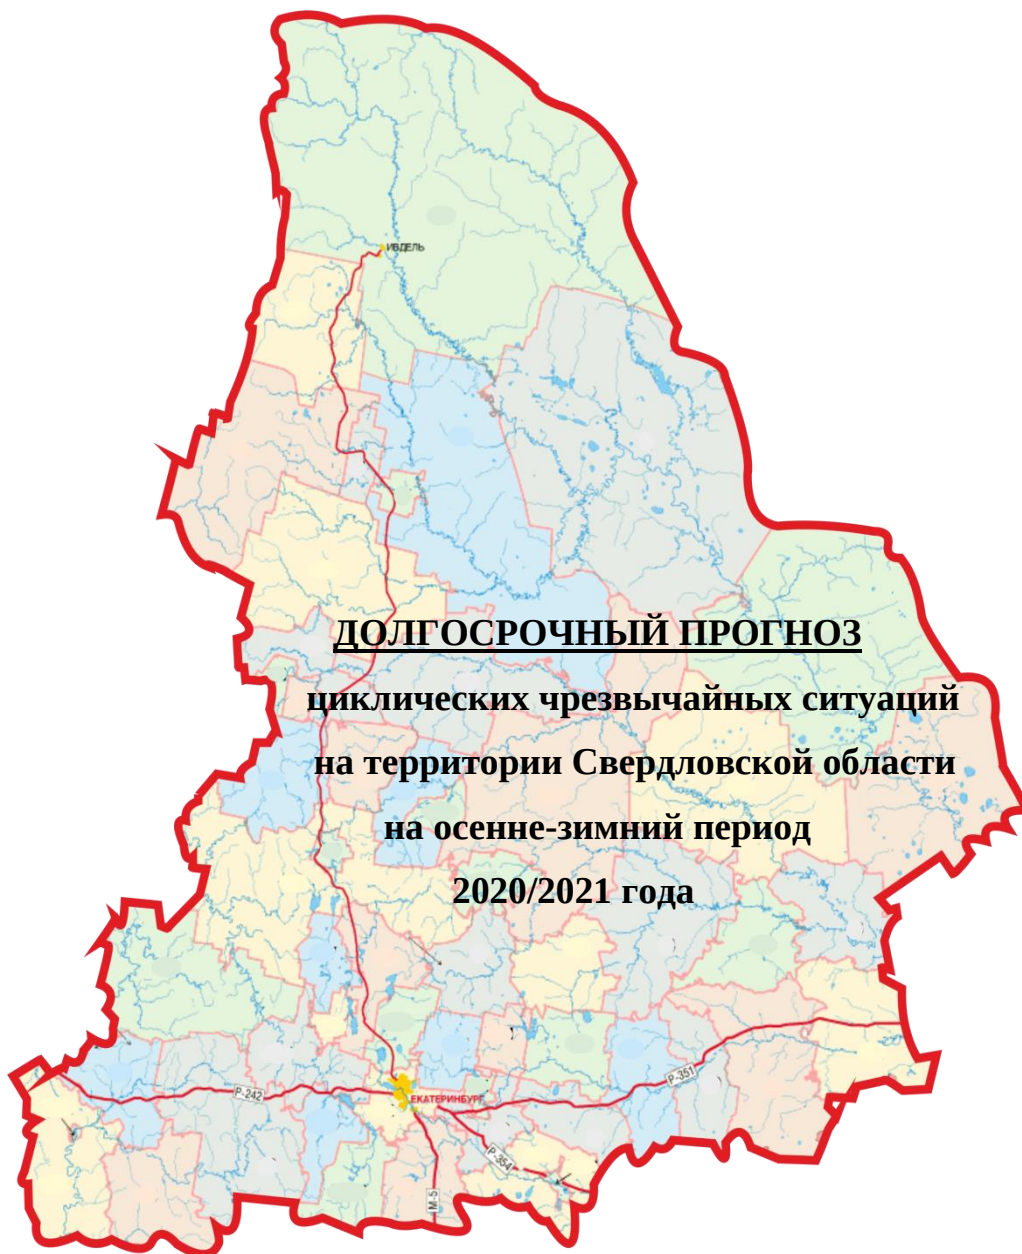 ИВДЕЛЬ
ДОЛГОСРОЧНЫЙ ПРОГНОЗ
циклических чрезвычайных ситуаций
на территории Свердловской области
на осенне-зимний период
2020/2021 года
Р-242
ЕКАТЕРИНБУРГ
Р-351
Р-354
М-5